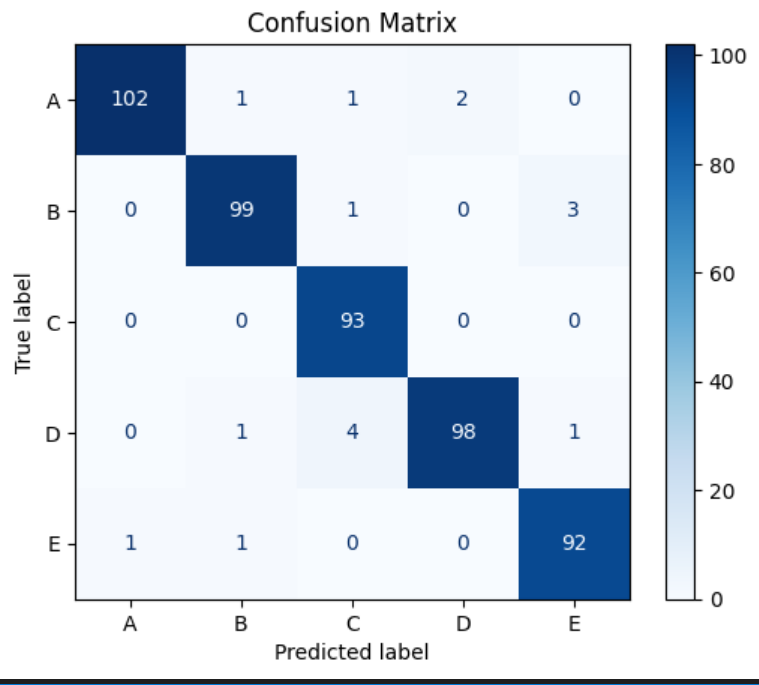 Confusion Matrix
A 102 1 1 2 0
B 0 99 1 0 3
C 0 0 93 0 0
D 0 1 4 98 1
E 1 1 0 0 92
A B C D E
Predicted label
True label
100
80
60
40
20
0